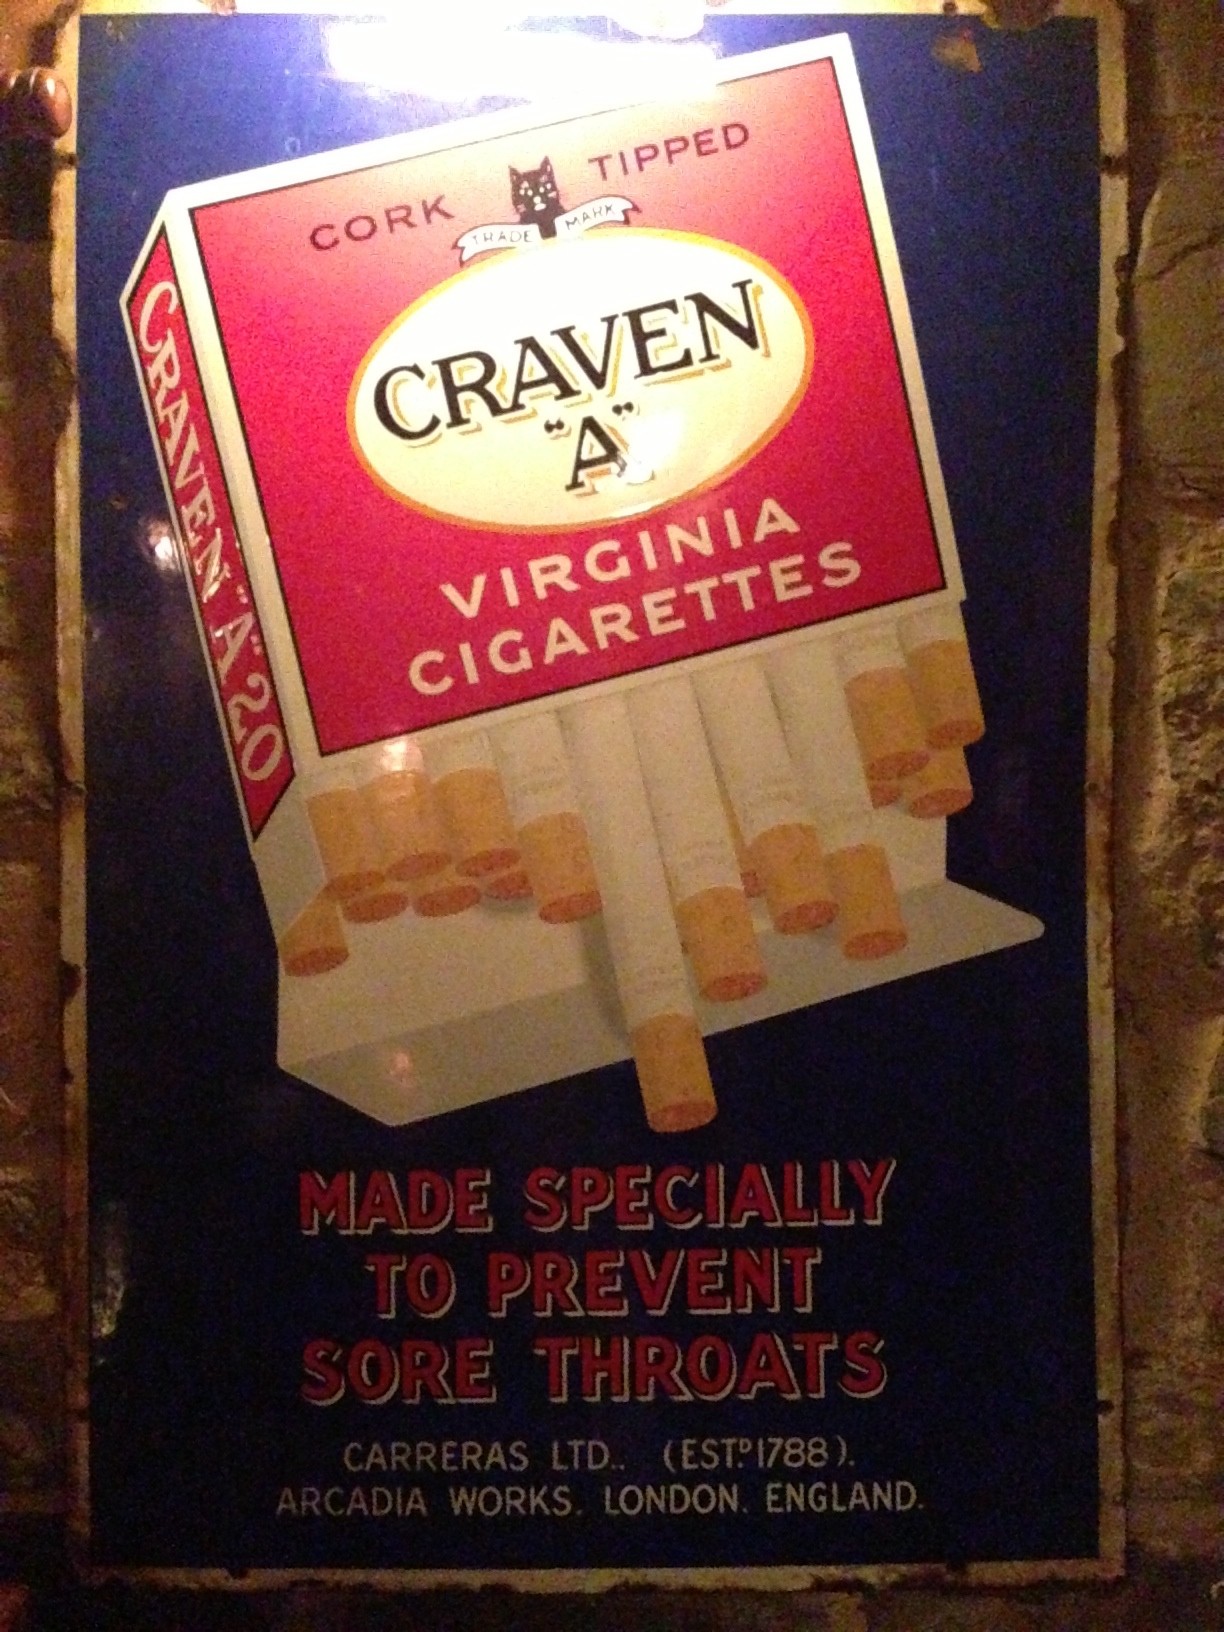 CORK TIPPED
TRADE MARK
CRAVEN
"A"
VIRGINIA
CIGARETTES
CRAVEN "A" 20
MADE SPECIALLY
TO PREVENT
SORE THROATS
CARRERAS LTD.. (ESTD. 1788).
ARCADIA WORKS. LONDON. ENGLAND.